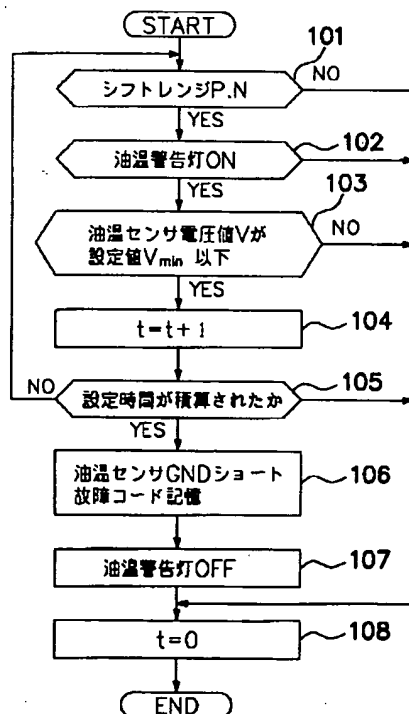 START
101
シフトレンジP.N
NO
YES
102
油温警告灯ON
YES
103
油温センサ電圧値Vが
設定値Vmin 以下
NO
YES
t=t+1
104
NO
設定時間が積算されたか
105
YES
油温センサGNDショート
故障コード記憶
106
油温警告灯OFF
107
t=0
108
END